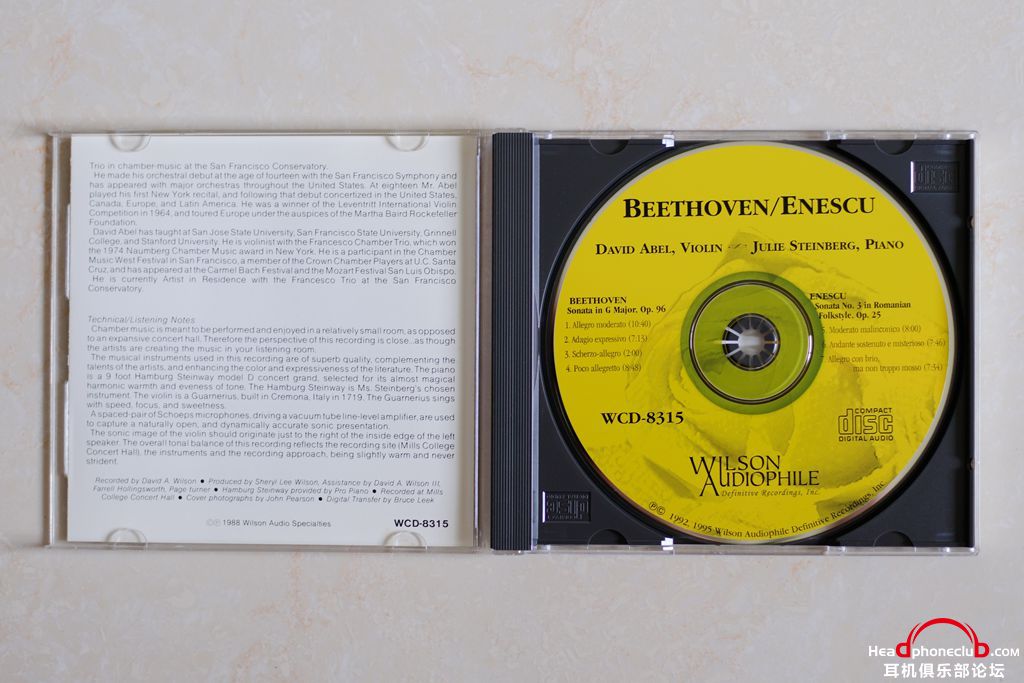 Trio in chamber-music at the San Francisco Conservatory.
He made his orchestral debut at the age of fourteen with the San Francisco Symphony and
has appeared with major orchestras throughout the United States. At eighteen Mr. Abel
played his first New York recital, and following that debut concertized in the United States,
Canada, Europe, and Latin America. He was a winner of the Leventritt International Violin
Competition in 1964, and toured Europe under the auspices of the Martha Baird Rockefeller
Foundation.
David Abel has taught at San Jose State University, San Francisco State University, Grinnell
College, and Stanford University. He is violinist with the Francesco Chamber Trio, which won
the 1974 Naumberg Chamber Music award in New York. He is a participant in the Chamber
Music West Festival in San Francisco, a member of the Crown Chamber Players at U.C. Santa
Cruz, and has appeared at the Carmel Bach Festival and the Mozart Festival San Luis Obispo.
He is currently Artist in Residence with the Francesco Trio at the San Francisco
Conservatory.
Technical/Listening Notes
Chamber music is meant to be performed and enjoyed in a relatively small room, as opposed
to an expansive concert hall. Therefore the perspective of this recording is close...as though
the artists are creating the music in your listening room.
The musical instruments used in this recording are of superb quality, complementing the
talents of the artists, and enhancing the color and expressiveness of the literature. The piano
is a 9 foot Hamburg Steinway model D concert grand, selected for its almost magical
harmonic warmth and eveness of tone. The Hamburg Steinway is Ms. Steinberg's chosen
instrument. The violin is a Guarnerius, built in Cremona, Italy in 1719. The Guarnerius sings
with speed, focus, and sweetness.
A spaced-pair of Schoeps microphones, driving a vacuum tube line-level amplifier, are used
to capture a naturally open, and dynamically accurate sonic presentation.
The sonic image of the violin should originate just to the right of the inside edge of the left
speaker. The overall tonal balance of this recording reflects the recording site (Mills College
Concert Hall), the instruments and the recording approach, being slightly warm and never
strident.
Recorded by David A. Wilson • Produced by Sheryl Lee Wilson, Assistance by David A. Wilson III,
Farrell Hollingsworth, Page turner • Hamburg Steinway provided by Pro Piano • Recorded at Mills
College Concert Hall • Cover photographs by John Pearson • Digital Transfer by Bruce Leek
©℗ 1988 Wilson Audio Specialties WCD-8315
BEETHOVEN/ENESCU
DAVID ABEL, VIOLIN JULIE STEINBERG, PIANO
BEETHOVEN
Sonata in G Major, Op. 96
1. Allegro moderato (10:40)
2. Adagio expressivo (7:13)
3. Scherzo-allegro (2:00)
4. Poco allegretto (8:48)
ENESCU
Sonata No. 3 in Romanian
Folkstyle, Op. 25
5. Moderato malinconico (8:00)
6. Andante sostenuto e misterioso (7:46)
Allegro con brio,
ma non troppo mosso (7:34)
WCD-8315
COMPACT
disc
DIGITAL AUDIO
WILSON
AUDIOPHILE
Definitive Recordings, Inc.
℗© 1992, 1995 Wilson Audiophile Definitive Recordings, Inc.
Headphoneclub.com
耳机俱乐部论坛